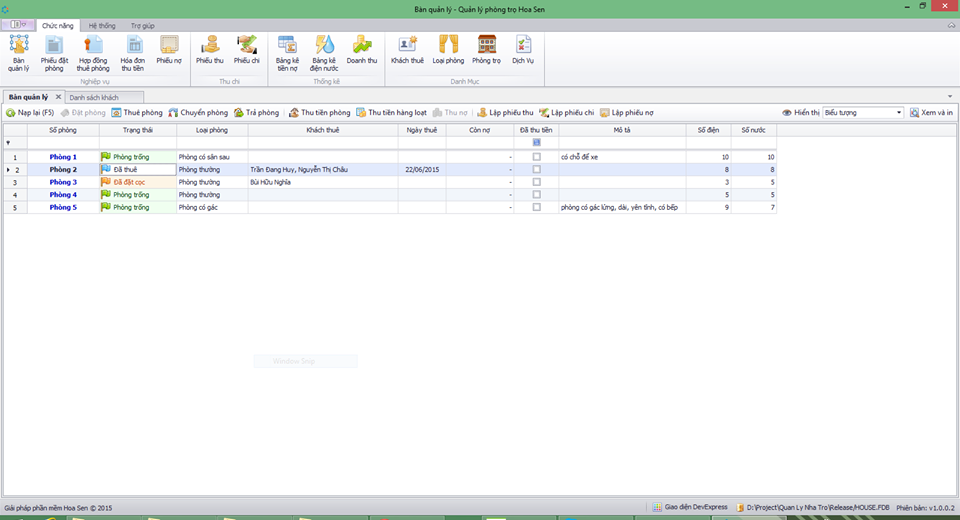 Bàn quản lý - Quản lý phòng trọ Hoa Sen
Chức năng Hệ thống Trợ giúp
Bàn quản lý Phiếu đặt phòng Hợp đồng thuê phòng Hóa đơn thu tiền Phiếu nợ Phiếu thu Phiếu chi Bảng kê tiền nợ Bảng kê điện nước Doanh thu Khách thuê Loại phòng Phòng trọ Dịch Vụ
Nghiệp vụ Thu chi Thống kê Danh Mục
Bàn quản lý Danh sách khách
Nạp lại (F5) Đặt phòng Thuê phòng Chuyển phòng Trả phòng Thu tiền phòng Thu tiền hàng loạt Thu nợ Lập phiếu thu Lập phiếu chi Lập phiếu nợ Hiển thị Biểu tượng Xem và in
Số phòng Trạng thái Loại phòng Khách thuê Ngày thuê Còn nợ Đã thu tiền Mô tả Số điện Số nước
1 Phòng 1 Phòng trống Phòng có sân sau - có chỗ để xe 10 10
2 Phòng 2 Đã thuê Phòng thường Trần Đang Huy, Nguyễn Thị Châu 22/06/2015 - 8 8
3 Phòng 3 Đã đặt cọc Phòng thường Bùi Hữu Nghĩa - 3 5
4 Phòng 4 Phòng trống Phòng thường - 5 5
5 Phòng 5 Phòng trống Phòng có gác - phòng có gác lửng, dài, yên tĩnh, có bếp 9 7
Window Snip
Giải pháp phần mềm Hoa Sen © 2015 Giao diện DevExpress D:\Project\Quan Ly Nha Tro\Release/HOUSE.FDB Phiên bản: v1.0.0.2